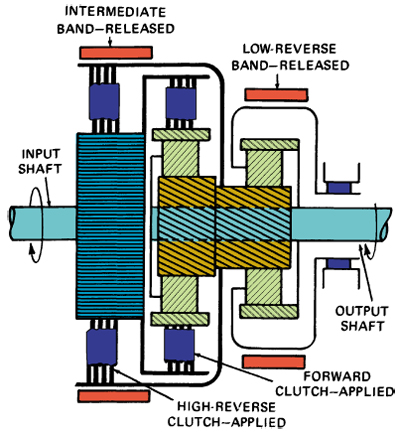 INTERMEDIATE
BAND—RELEASED
LOW-REVERSE
BAND—RELEASED
INPUT
SHAFT
OUTPUT
SHAFT
FORWARD
CLUTCH—APPLIED
HIGH-REVERSE
CLUTCH—APPLIED